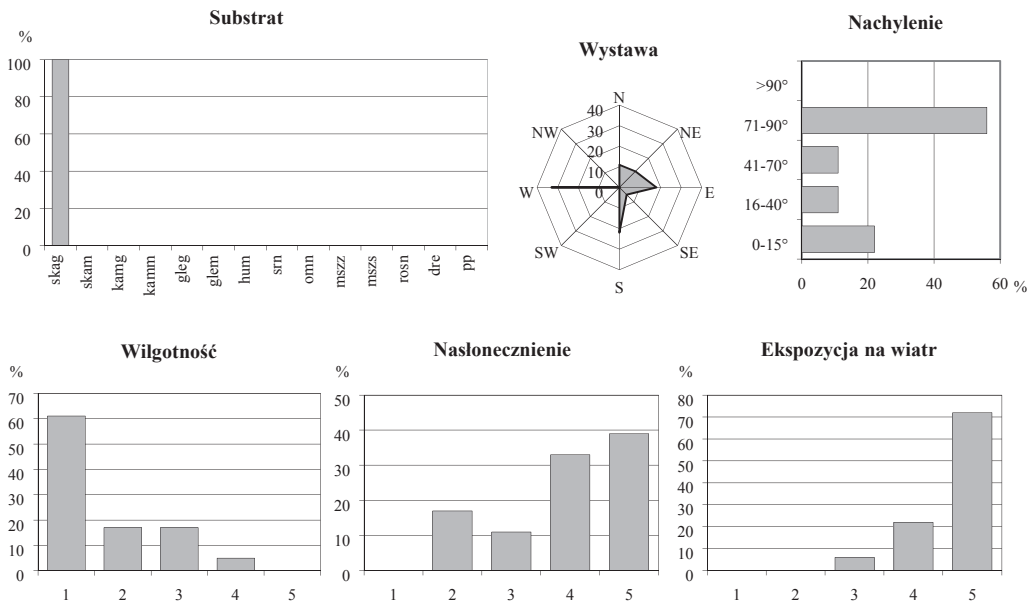 Substrat
%
100
80
60
40
20
0
skag
skam
kamg
kamm
gleg
glem
hum
srn
omn
mszz
mszs
rosn
dre
pp
Wystawa
N
NE
E
SE
S
SW
W
NW
40
30
20
10
0
Nachylenie
>90°
71-90°
41-70°
16-40°
0-15°
0 20 40 60 %
Wilgotność
%
70
60
50
40
30
20
10
0
1 2 3 4 5
Nasłonecznienie
%
50
40
30
20
10
0
1 2 3 4 5
Ekspozycja na wiatr
%
80
70
60
50
40
30
20
10
0
1 2 3 4 5